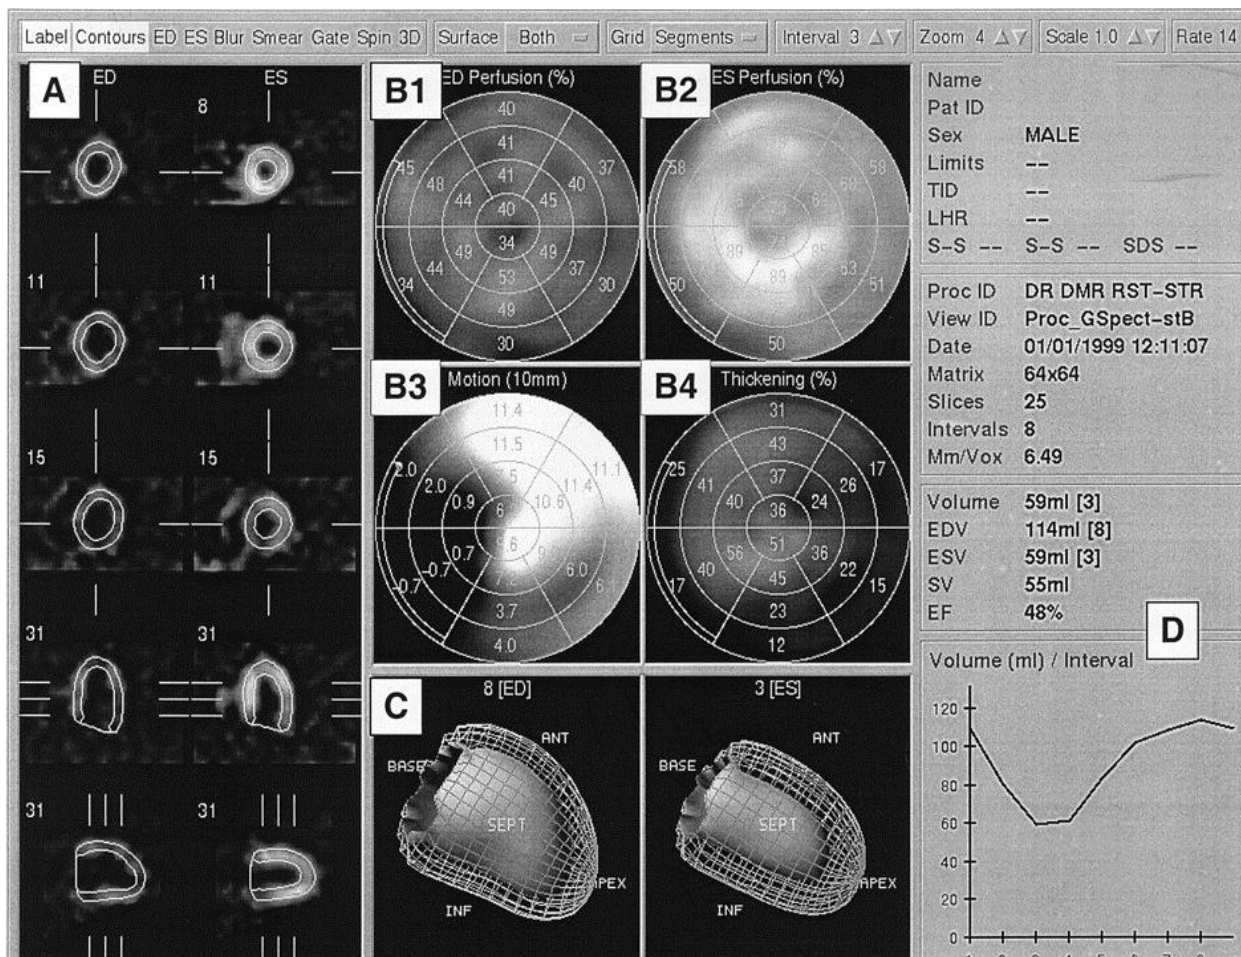 Label Contours ED ES Blur Smear Gate Spin 3D Surface Both Grid Segments Interval 3 Zoom 4 Scale 1.0 Rate 14
A
ED
ES
8
11
11
15
15
31
31
31
31
B1
ED Perfusion (%)
40
41
41
40
45
48
44
37
40
45
34
34
44
49
49
37
30
53
49
30
B2
ES Perfusion (%)
58
58
68
69
50
89
85
63
51
89
50
B3
Motion (10mm)
11.4
11.5
2.0
2.0
0.9
11.1
11.4
10.6
-0.7
-0.7
-0.7
6.0
3.7
4.0
B4
Thickening (%)
31
43
37
36
25
41
40
17
26
24
51
17
40
56
36
22
15
45
23
12
C
8 [ED]
ANT
BASE
SEPT
APEX
INF
3 [ES]
ANT
BASE
SEPT
APEX
INF
Name
Pat ID
Sex MALE
Limits --
TID --
LHR --
S-S -- S-S -- SDS --
Proc ID DR DMR RST-STR
View ID Proc_GSpect-stB
Date 01/01/1999 12:11:07
Matrix 64x64
Slices 25
Intervals 8
Mm/Vox 6.49
Volume 59ml [3]
EDV 114ml [8]
ESV 59ml [3]
SV 55ml
EF 48%
D
Volume (ml) / Interval
120
100
80
60
40
20
0